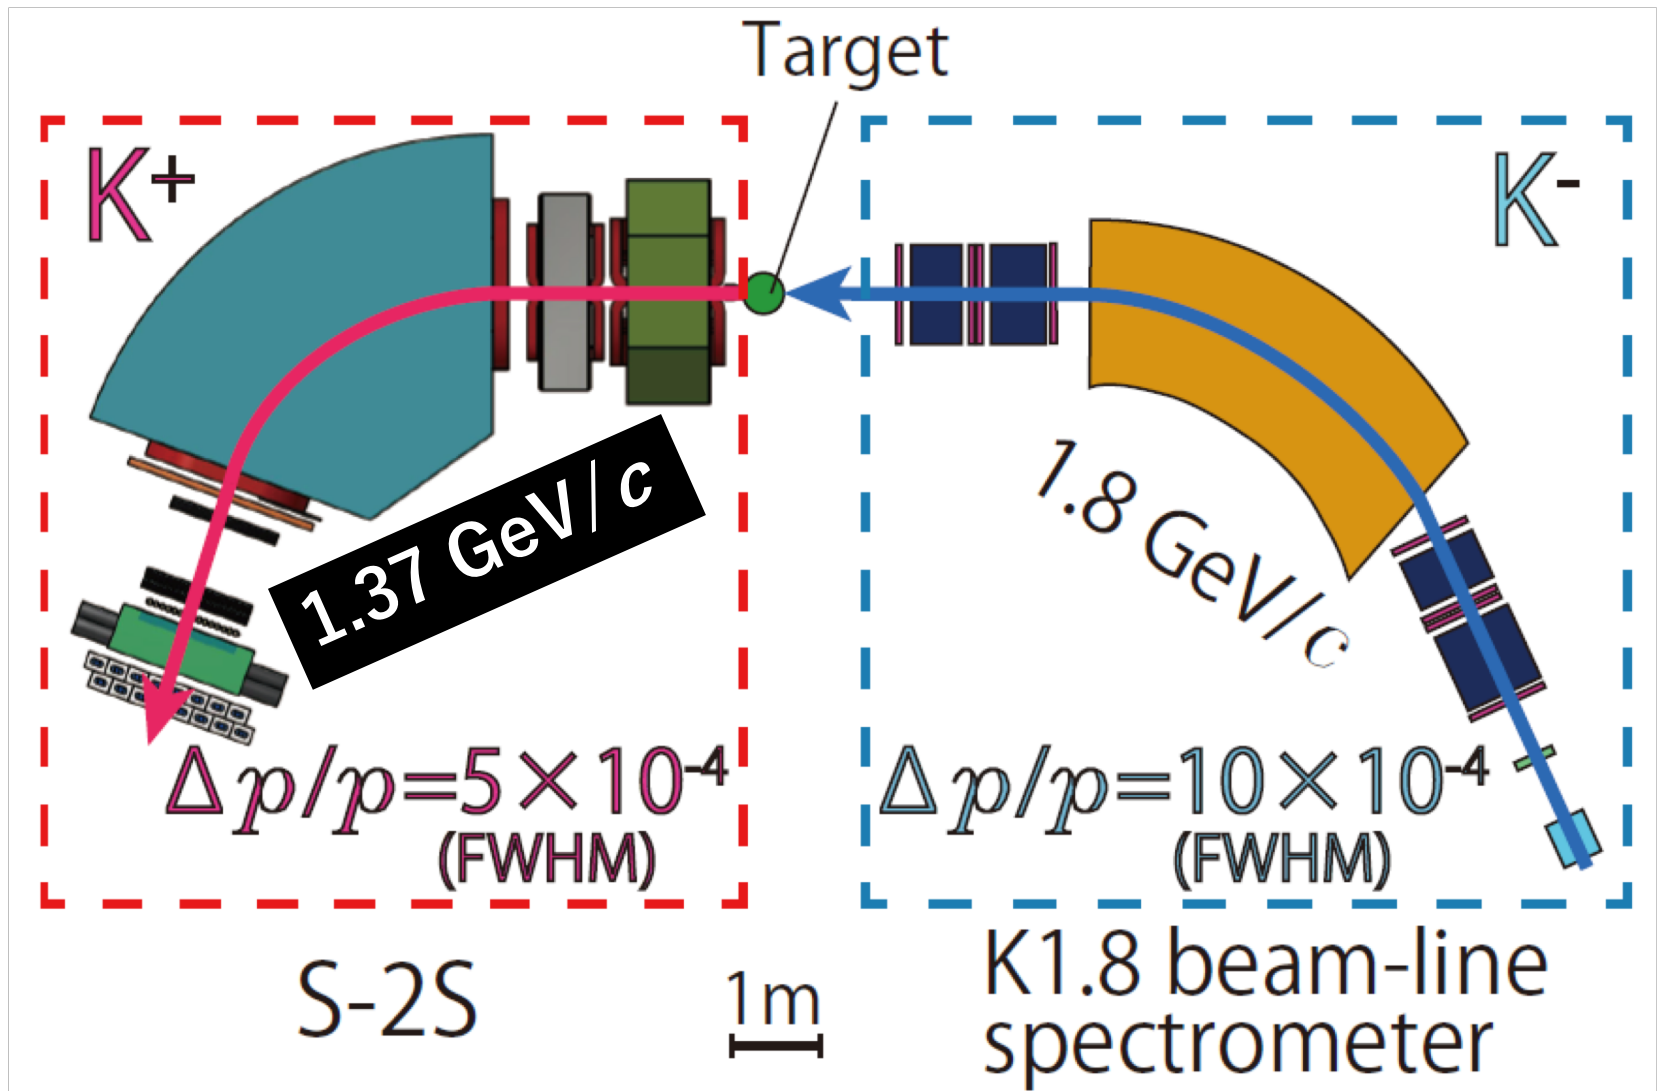 Target
K⁺
K⁻
1.37 GeV/c
1.8 GeV/c
Δp/p=5×10⁻⁴
(FWHM)
Δp/p=10×10⁻⁴
(FWHM)
S-2S
1m
K1.8 beam-line
spectrometer